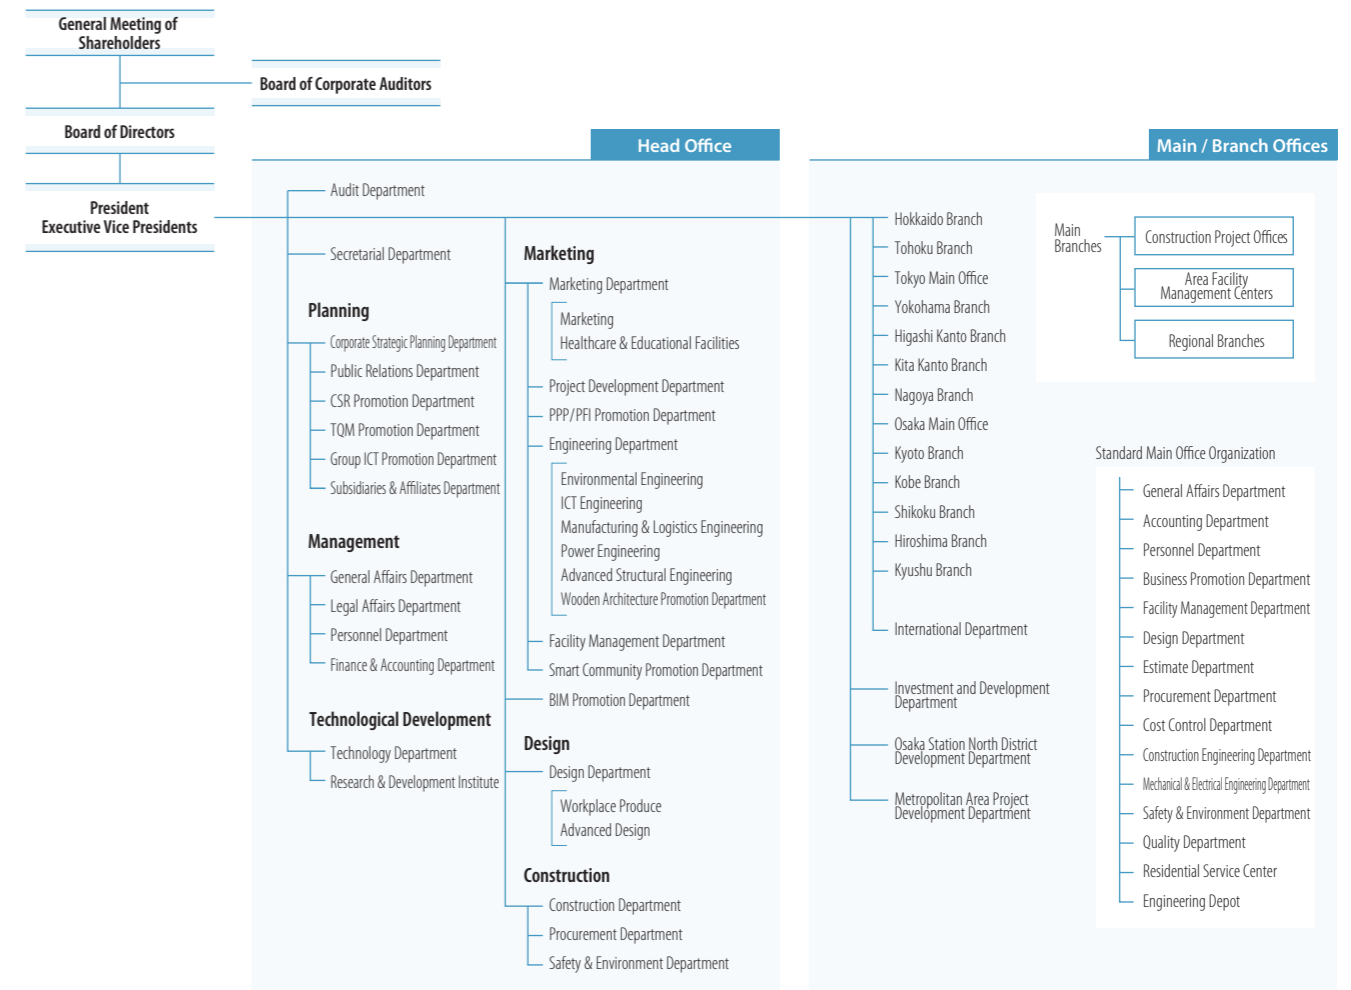 General Meeting of
Shareholders
Board of Corporate Auditors
Board of Directors
President
Executive Vice Presidents
Head Office
Audit Department
Secretarial Department
Planning
Corporate Strategic Planning Department
Public Relations Department
CSR Promotion Department
TQM Promotion Department
Group ICT Promotion Department
Subsidiaries & Affiliates Department
Management
General Affairs Department
Legal Affairs Department
Personnel Department
Finance & Accounting Department
Technological Development
Technology Department
Research & Development Institute
Marketing
Marketing Department
Marketing
Healthcare & Educational Facilities
Project Development Department
PPP/PFI Promotion Department
Engineering Department
Environmental Engineering
ICT Engineering
Manufacturing & Logistics Engineering
Power Engineering
Advanced Structural Engineering
Wooden Architecture Promotion Department
Facility Management Department
Smart Community Promotion Department
BIM Promotion Department
Design
Design Department
Workplace Produce
Advanced Design
Construction
Construction Department
Procurement Department
Safety & Environment Department
Main / Branch Offices
Hokkaido Branch
Tohoku Branch
Tokyo Main Office
Yokohama Branch
Higashi Kanto Branch
Kita Kanto Branch
Nagoya Branch
Osaka Main Office
Kyoto Branch
Kobe Branch
Shikoku Branch
Hiroshima Branch
Kyushu Branch
International Department
Investment and Development
Department
Osaka Station North District
Development Department
Metropolitan Area Project
Development Department
Main
Branches
Construction Project Offices
Area Facility
Management Centers
Regional Branches
Standard Main Office Organization
General Affairs Department
Accounting Department
Personnel Department
Business Promotion Department
Facility Management Department
Design Department
Estimate Department
Procurement Department
Cost Control Department
Construction Engineering Department
Mechanical & Electrical Engineering Department
Safety & Environment Department
Quality Department
Residential Service Center
Engineering Depot